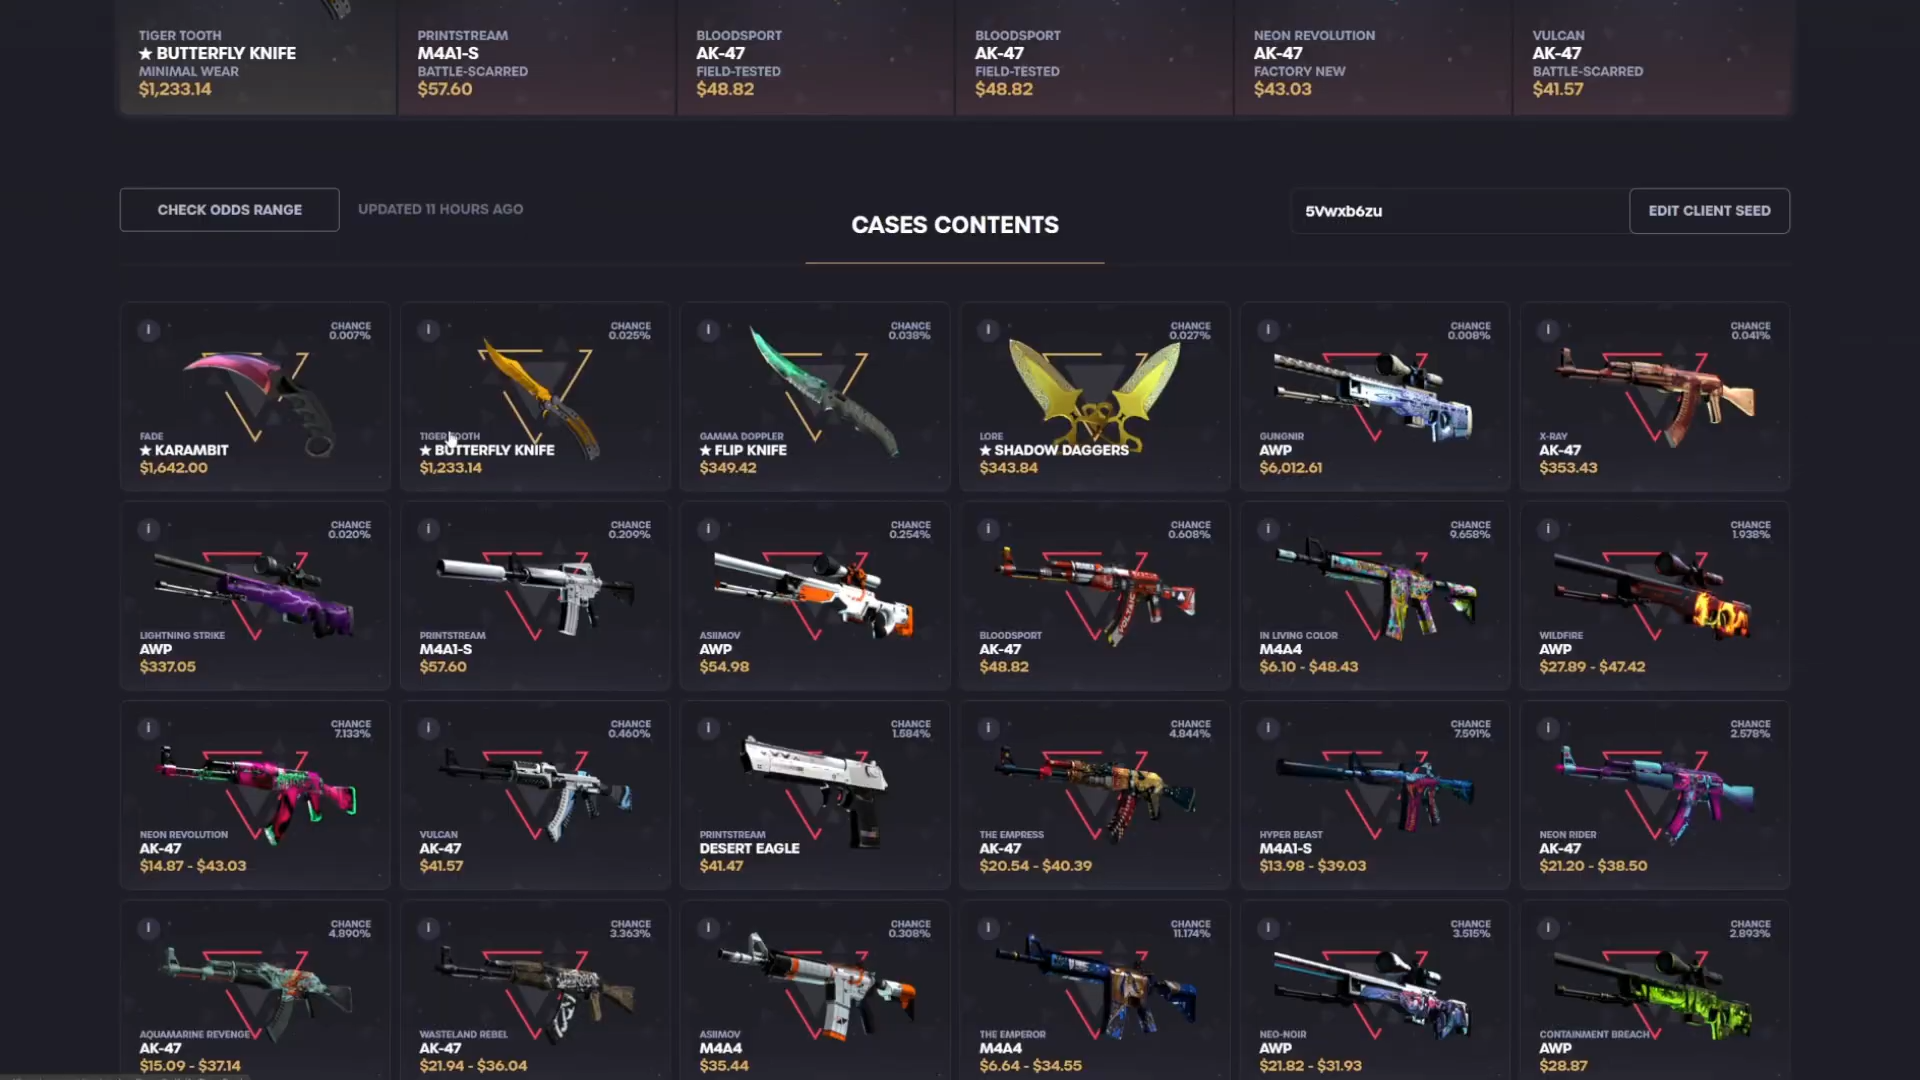 TIGER TOOTH
★ BUTTERFLY KNIFE
MINIMAL WEAR
$1,233.14
PRINTSTREAM
M4A1-S
BATTLE-SCARRED
$57.60
BLOODSPORT
AK-47
FIELD-TESTED
$48.82
BLOODSPORT
AK-47
FIELD-TESTED
$48.82
NEON REVOLUTION
AK-47
FACTORY NEW
$43.03
VULCAN
AK-47
BATTLE-SCARRED
$41.57
CHECK ODDS RANGE
UPDATED 11 HOURS AGO
CASES CONTENTS
5Vwxb6zu
EDIT CLIENT SEED
CHANCE
0.007%
FADE
★ KARAMBIT
$1,642.00
CHANCE
0.025%
TIGER TOOTH
★ BUTTERFLY KNIFE
$1,233.14
CHANCE
0.038%
GAMMA DOPPLER
★ FLIP KNIFE
$349.42
CHANCE
0.027%
LORE
★ SHADOW DAGGERS
$343.84
CHANCE
0.008%
GUNGNIR
AWP
$6,012.61
CHANCE
0.041%
X-RAY
AK-47
$353.43
CHANCE
0.020%
LIGHTNING STRIKE
AWP
$337.05
CHANCE
0.209%
PRINTSTREAM
M4A1-S
$57.60
CHANCE
0.254%
ASIIMOV
AWP
$54.98
CHANCE
0.608%
BLOODSPORT
AK-47
$48.82
CHANCE
9.658%
IN LIVING COLOR
M4A4
$6.10 - $48.43
CHANCE
1.938%
WILDFIRE
AWP
$27.89 - $47.42
CHANCE
7.133%
NEON REVOLUTION
AK-47
$14.87 - $43.03
CHANCE
0.460%
VULCAN
AK-47
$41.57
CHANCE
1.584%
PRINTSTREAM
DESERT EAGLE
$41.47
CHANCE
4.844%
THE EMPRESS
AK-47
$20.54 - $40.39
CHANCE
7.591%
HYPER BEAST
M4A1-S
$13.98 - $39.03
CHANCE
2.578%
NEON RIDER
AK-47
$21.20 - $38.50
CHANCE
4.890%
AQUAMARINE REVENGE
AK-47
$15.09 - $37.14
CHANCE
3.363%
WASTELAND REBEL
AK-47
$21.94 - $36.04
CHANCE
0.308%
ASIIMOV
M4A4
$35.44
CHANCE
11.174%
THE EMPEROR
M4A4
$6.64 - $34.55
CHANCE
3.515%
NEO-NOIR
AWP
$21.82 - $31.93
CHANCE
2.893%
CONTAINMENT BREACH
AWP
$28.87